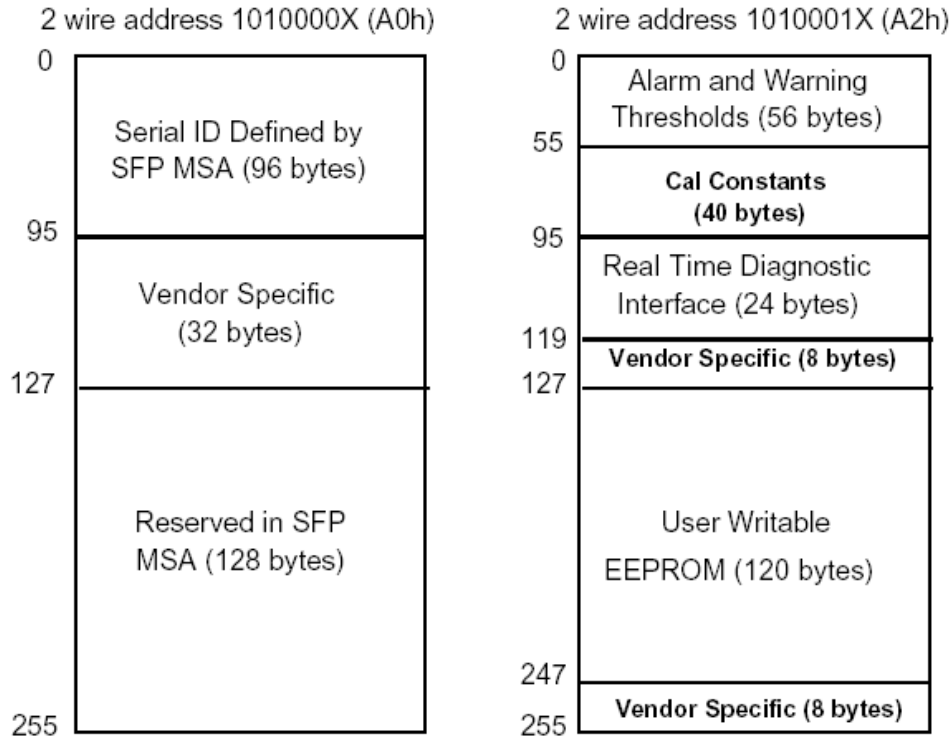 2 wire address 1010000X (A0h)
0
Serial ID Defined by
SFP MSA (96 bytes)
95
Vendor Specific
(32 bytes)
127
Reserved in SFP
MSA (128 bytes)
255
2 wire address 1010001X (A2h)
0
Alarm and Warning
Thresholds (56 bytes)
55
Cal Constants
(40 bytes)
95
Real Time Diagnostic
Interface (24 bytes)
119
Vendor Specific (8 bytes)
127
User Writable
EEPROM (120 bytes)
247
Vendor Specific (8 bytes)
255